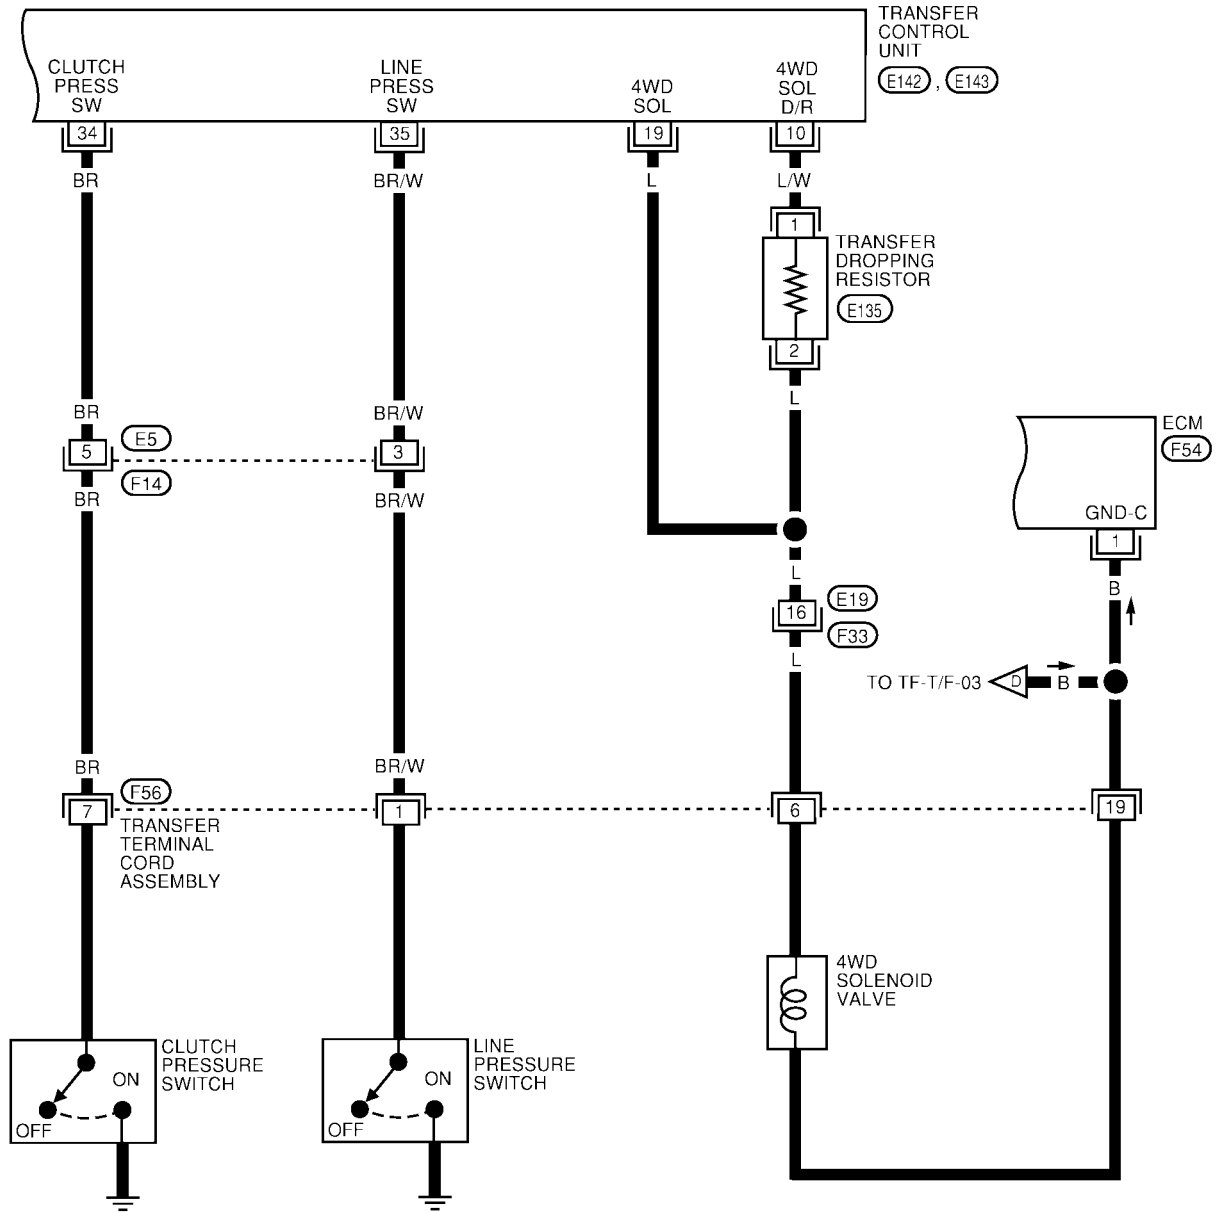 TRANSFER
CONTROL
UNIT
E142 , E143
CLUTCH
PRESS
SW
LINE
PRESS
SW
4WD
SOL
4WD
SOL
D/R
34
35
19
10
BR
BR/W
L
L/W
1
TRANSFER
DROPPING
RESISTOR
E135
2
L
BR
BR/W
5
E5
3
F14
BR
BR/W
ECM
F54
GND-C
1
B
L
16
E19
F33
L
TO TF-T/F-03
D
B
BR
BR/W
7
F56
1
6
19
TRANSFER
TERMINAL
CORD
ASSEMBLY
4WD
SOLENOID
VALVE
CLUTCH
PRESSURE
SWITCH
ON
OFF
LINE
PRESSURE
SWITCH
ON
OFF